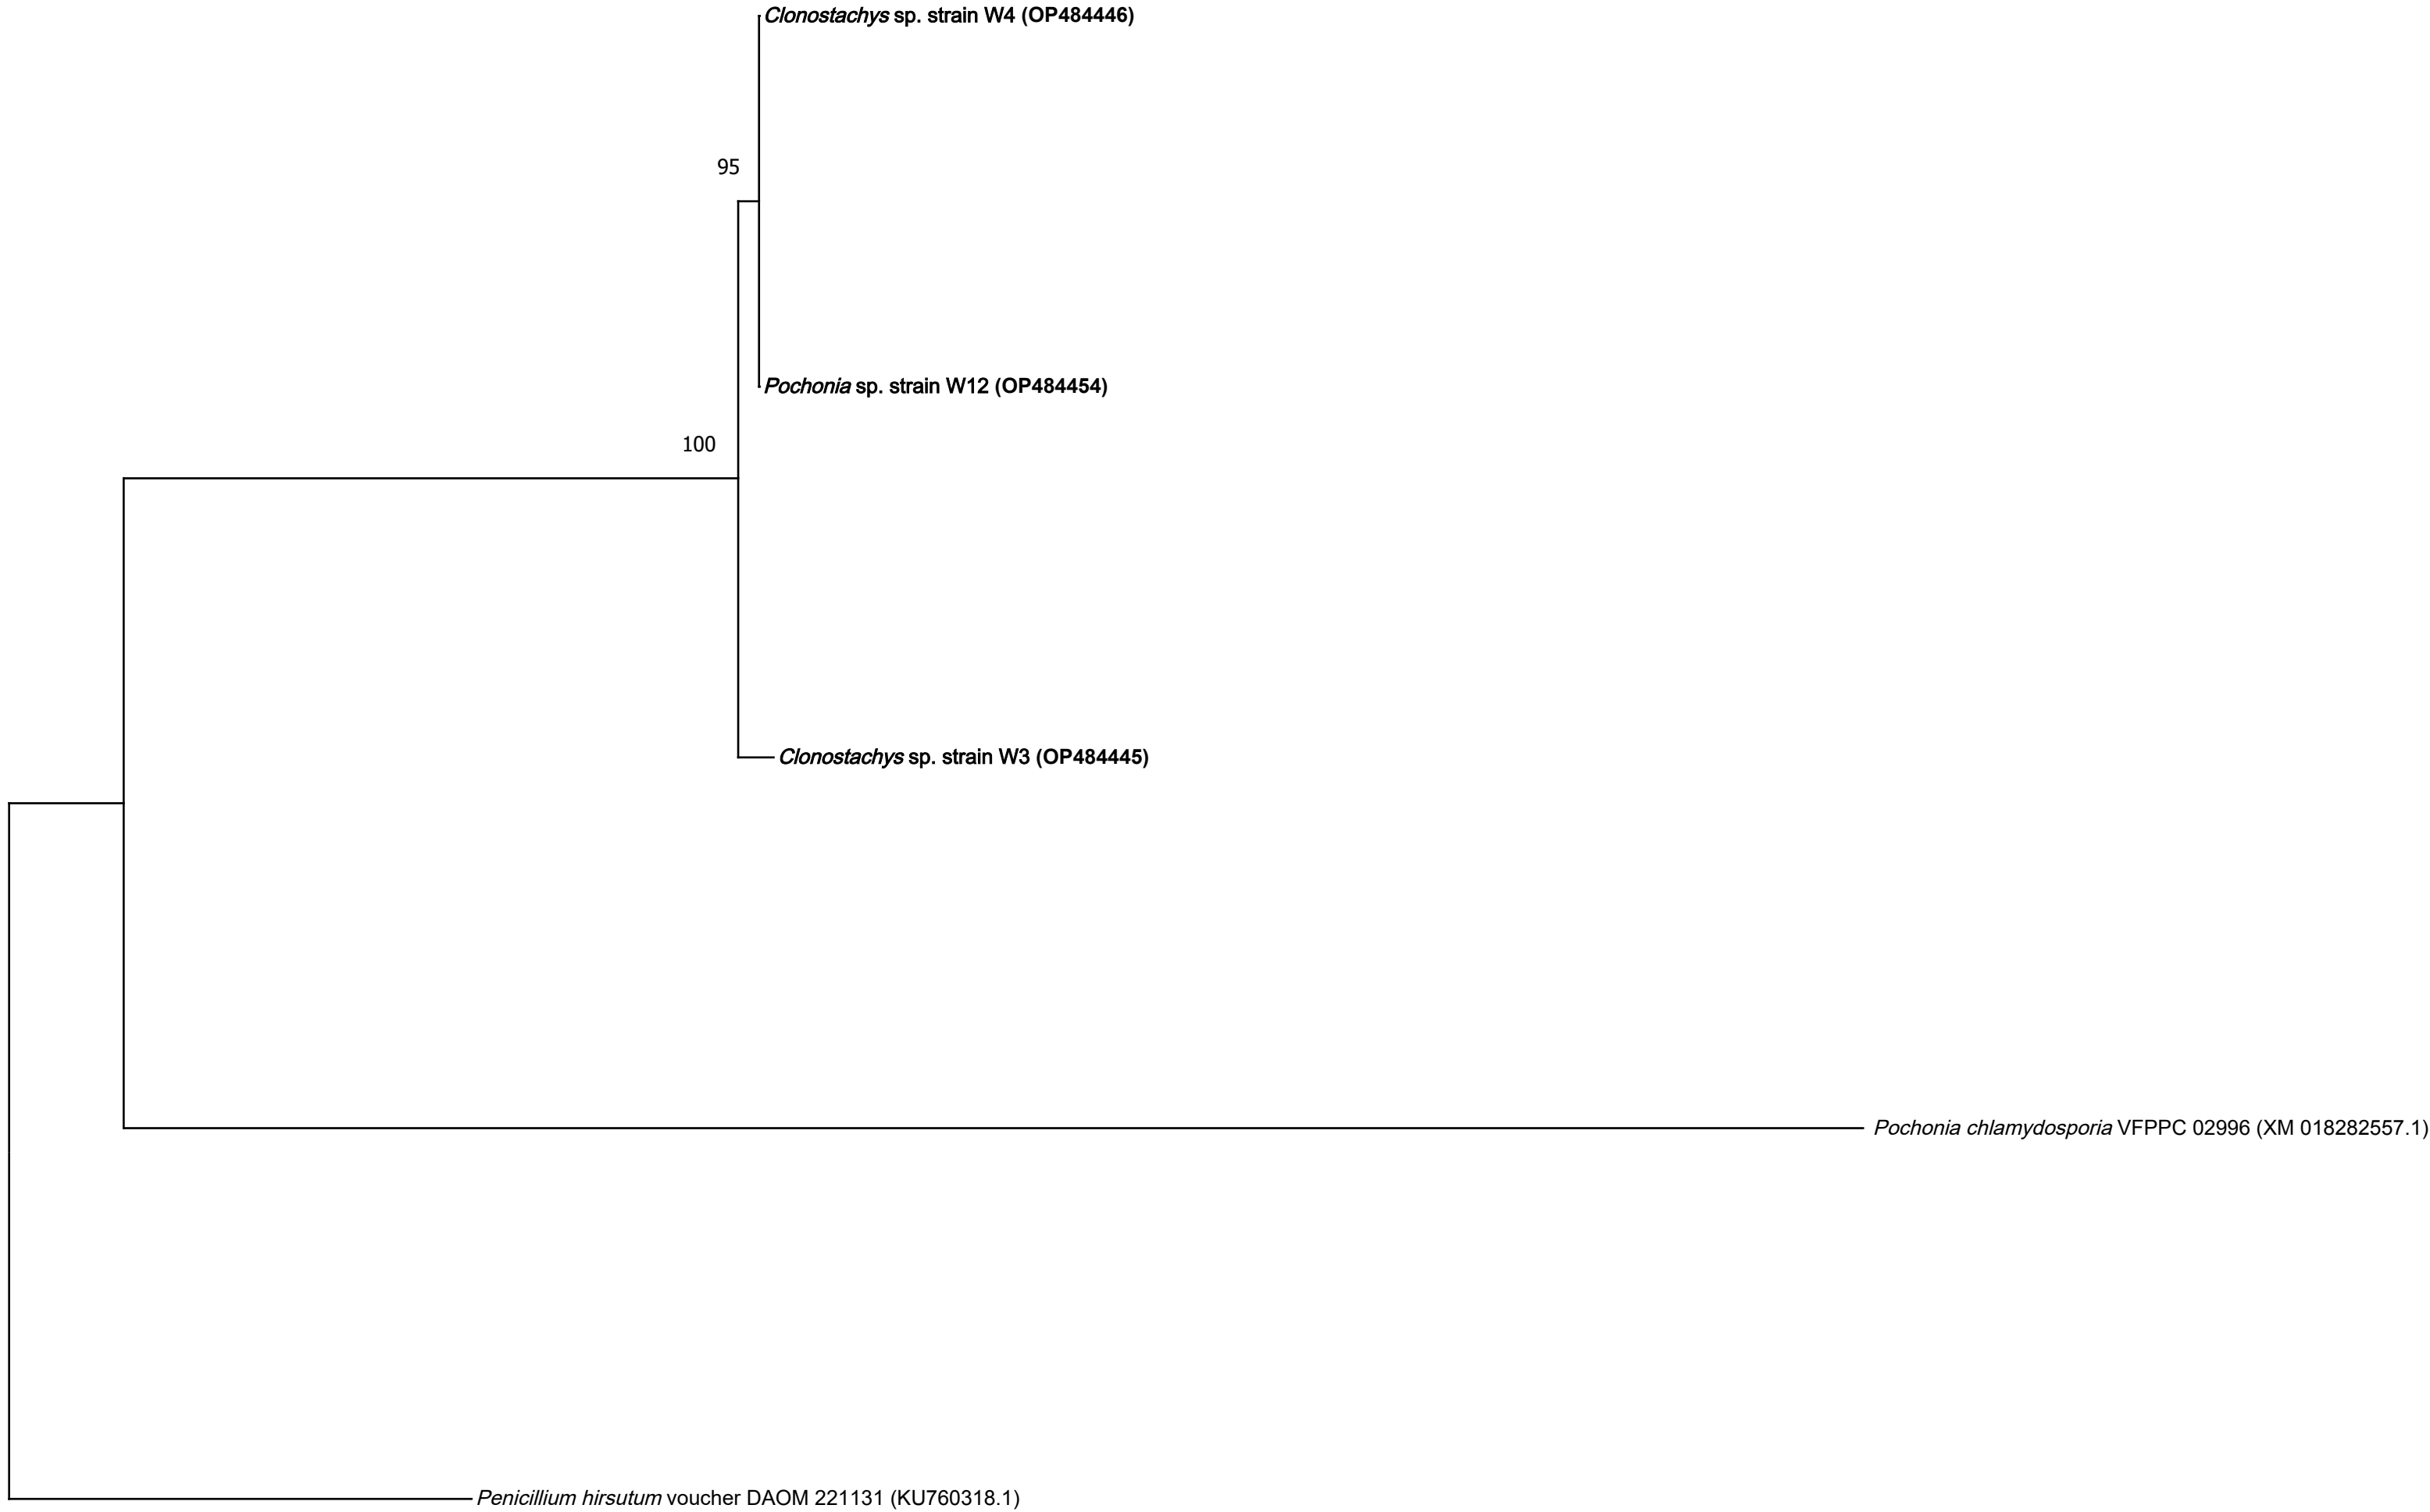 Clonostachys sp. strain W4 (OP484446)
95
Pochonia sp. strain W12 (OP484454)
100
Clonostachys sp. strain W3 (OP484445)
Pochonia chlamydosporia VFPPC 02996 (XM 018282557.1)
Penicillium hirsutum voucher DAOM 221131 (KU760318.1)